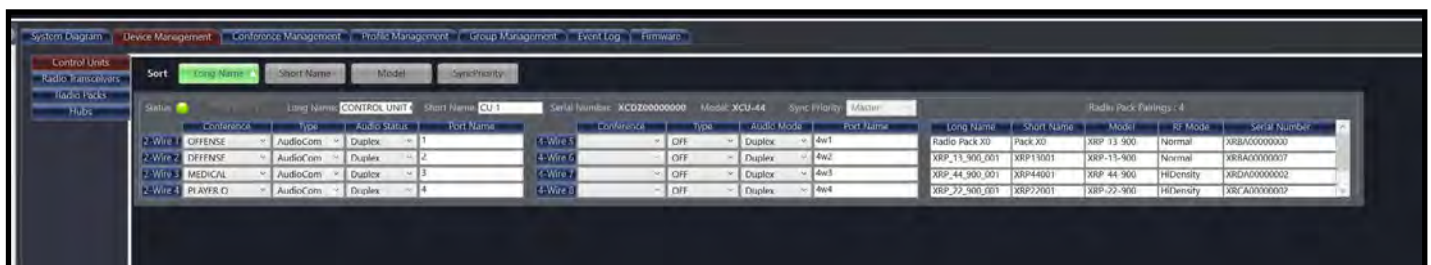 System Diagram Device Management Conference Management Profile Management Group Management Event Log Firmware
Control Units
Radio Transceivers
Radio Packs
Hubs
Sort Long Name Short Name Model SyncPriority
Status Long Name: CONTROL UNIT Short Name: CU 1 Serial Number: XCDZ00000000 Model: XCU-44 Sync Priority: Master Radio Pack Pairings : 4
Conference Type Audio Status Port Name Conference Type Audio Mode Port Name Long Name Short Name Model RF Mode Serial Number
2-Wire 1 OFFENSE AudioCom Duplex 1 4-Wire 5 OFF Duplex 4w1 Radio Pack X0 Pack X0 XRP-13-900 Normal XRBA00000000
2-Wire 2 DEFENSE AudioCom Duplex 2 4-Wire 6 OFF Duplex 4w2 XRP_13_900_001 XRP13001 XRP-13-900 Normal XRBA00000007
2-Wire 3 MEDICAL AudioCom Duplex 3 4-Wire 7 OFF Duplex 4w3 XRP_44_900_001 XRP44001 XRP-44-900 HiDensity XRDA00000002
2-Wire 4 PLAYER O AudioCom Duplex 4 4-Wire 8 OFF Duplex 4w4 XRP_22_900_001 XRP22001 XRP-22-900 HiDensity XRCA00000002